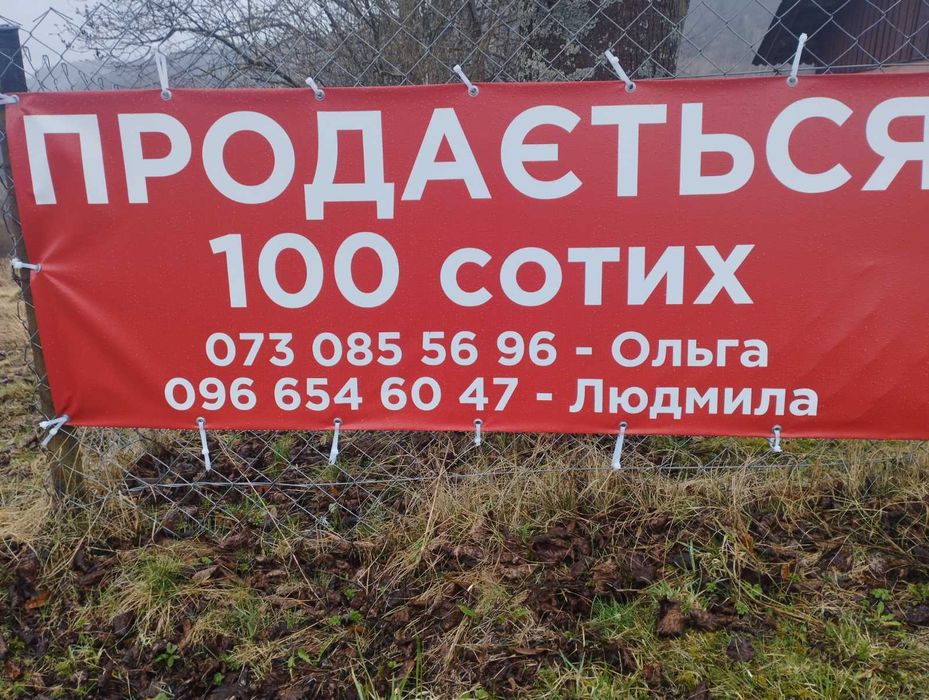 ПРОДАЄТЬСЯ
100 СОТИХ
073 085 56 96 - Ольга
096 654 60 47 - Людмила